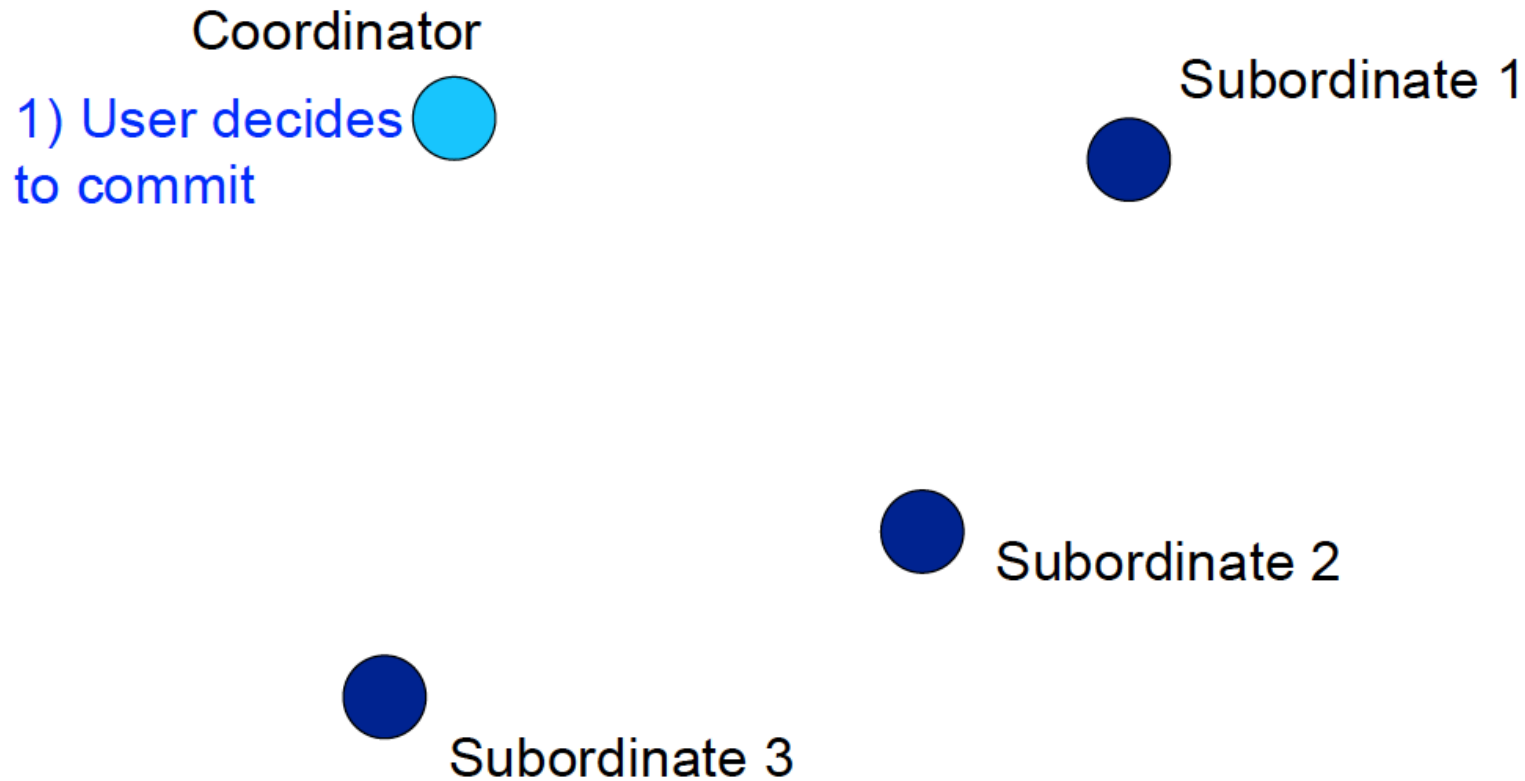 Coordinator
1) User decides
to commit
Subordinate 1
Subordinate 2
Subordinate 3